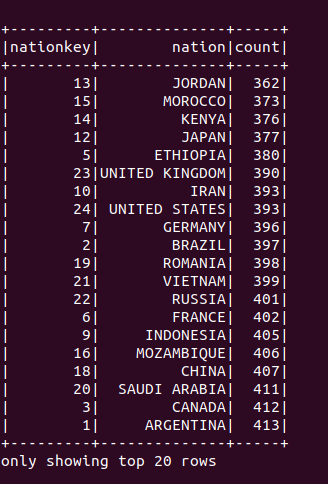 +---------+--------------+-----+
|nationkey|        nation|count|
+---------+--------------+-----+
|       13|        JORDAN|  362|
|       15|       MOROCCO|  373|
|       14|         KENYA|  376|
|       12|         JAPAN|  377|
|        5|      ETHIOPIA|  380|
|       23|UNITED KINGDOM|  390|
|       10|          IRAN|  393|
|       24| UNITED STATES|  393|
|        7|       GERMANY|  396|
|        2|        BRAZIL|  397|
|       19|       ROMANIA|  398|
|       21|       VIETNAM|  399|
|       22|        RUSSIA|  401|
|        6|        FRANCE|  402|
|        9|     INDONESIA|  405|
|       16|    MOZAMBIQUE|  406|
|       18|         CHINA|  407|
|       20|  SAUDI ARABIA|  411|
|        3|        CANADA|  412|
|        1|     ARGENTINA|  413|
+---------+--------------+-----+
only showing top 20 rows